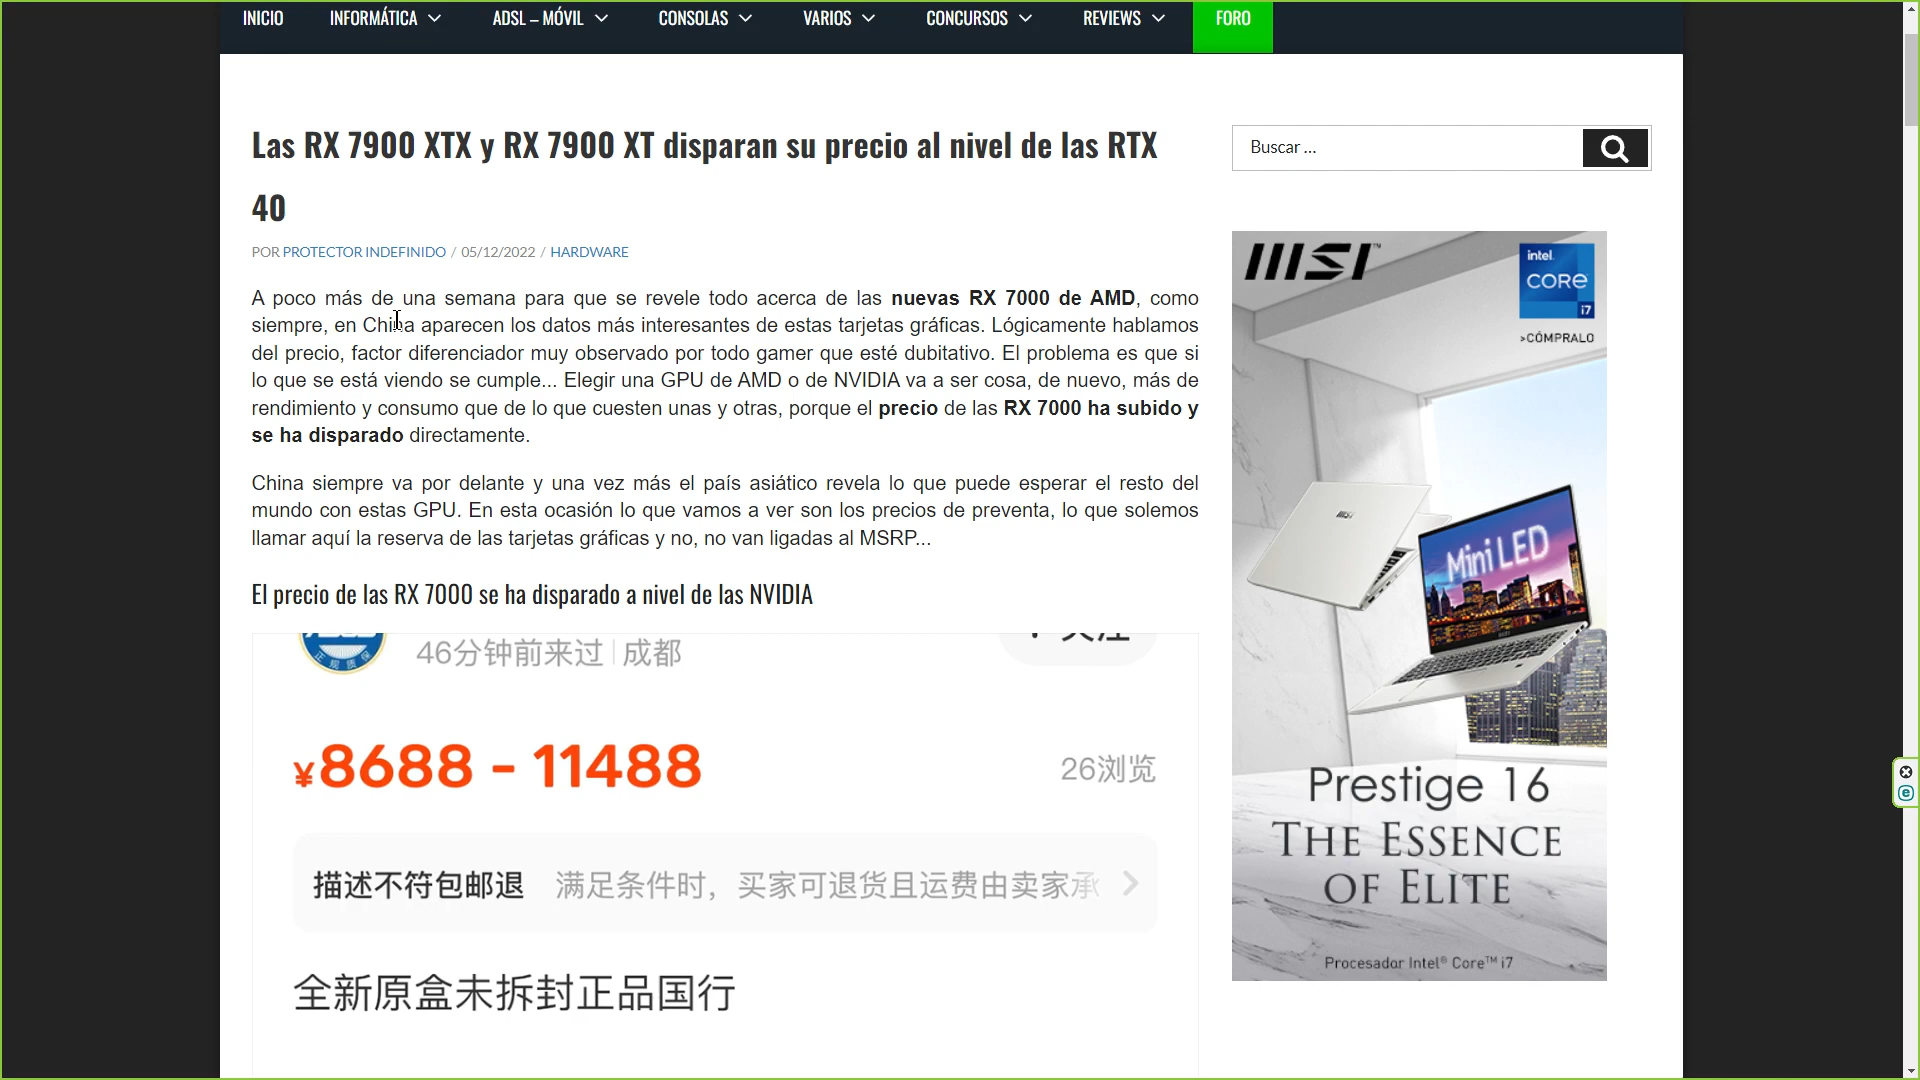 INICIO INFORMÁTICA ADSL – MÓVIL CONSOLAS VARIOS CONCURSOS REVIEWS FORO
Las RX 7900 XTX y RX 7900 XT disparan su precio al nivel de las RTX
40
POR PROTECTOR INDEFINIDO / 05/12/2022 / HARDWARE
A poco más de una semana para que se revele todo acerca de las nuevas RX 7000 de AMD, como
siempre, en China aparecen los datos más interesantes de estas tarjetas gráficas. Lógicamente hablamos
del precio, factor diferenciador muy observado por todo gamer que esté dubitativo. El problema es que si
lo que se está viendo se cumple... Elegir una GPU de AMD o de NVIDIA va a ser cosa, de nuevo, más de
rendimiento y consumo que de lo que cuesten unas y otras, porque el precio de las RX 7000 ha subido y
se ha disparado directamente.
China siempre va por delante y una vez más el país asiático revela lo que puede esperar el resto del
mundo con estas GPU. En esta ocasión lo que vamos a ver son los precios de preventa, lo que solemos
llamar aquí la reserva de las tarjetas gráficas y no, no van ligadas al MSRP...
El precio de las RX 7000 se ha disparado a nivel de las NVIDIA
正规质保
46分钟前来过 | 成都
+ 关注
¥8688 - 11488
26浏览
描述不符包邮退 满足条件时，买家可退货且运费由卖家承
全新原盒未拆封正品国行
Buscar ...
msi
intel.
CORE
i7
>CÓMPRALO
msi
Mini LED
msi
Prestige 16
THE ESSENCE
OF ELITE
Procesador Intel® Core™ i7